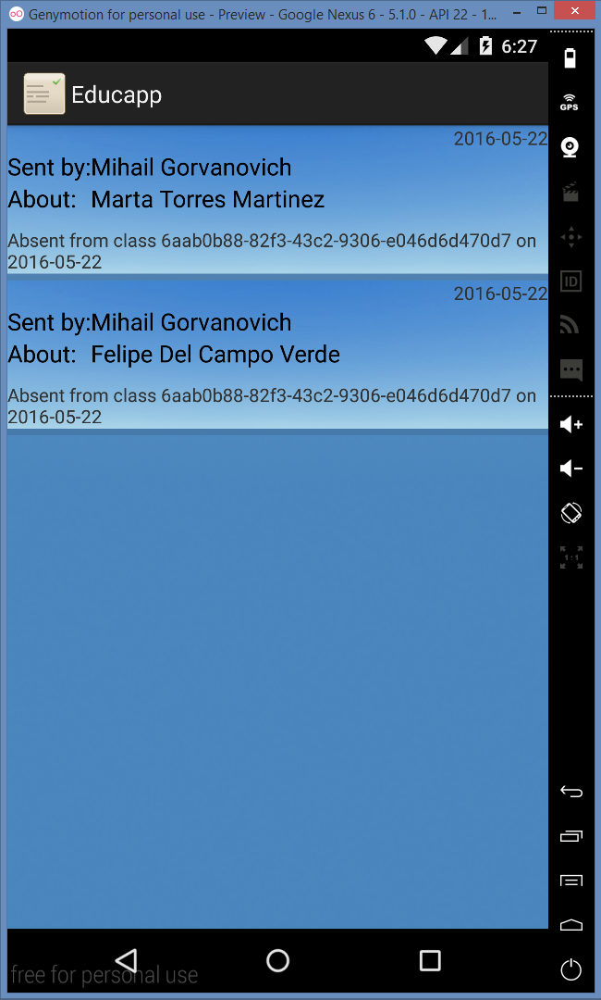 Genymotion for personal use - Preview - Google Nexus 6 - 5.1.0 - API 22 - 1...
6:27
Educapp
GPS
2016-05-22
Sent by:Mihail Gorvanovich
About: Marta Torres Martinez
Absent from class 6aab0b88-82f3-43c2-9306-e046d6d470d7 on
2016-05-22
ID
2016-05-22
Sent by:Mihail Gorvanovich
About: Felipe Del Campo Verde
Absent from class 6aab0b88-82f3-43c2-9306-e046d6d470d7 on
2016-05-22
1:1
free for personal use